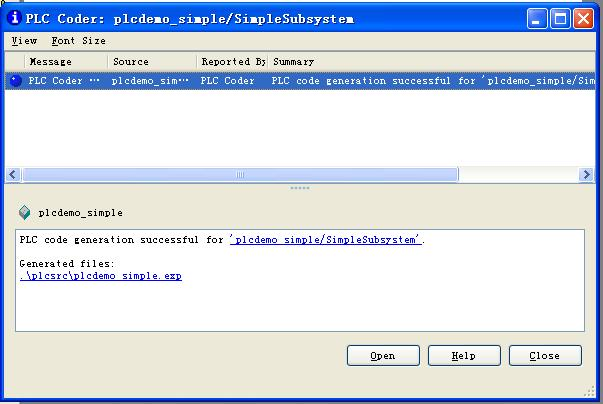 PLC Coder: plcdemo_simple/SimpleSubsystem
View Font Size
Message Source Reported By Summary
PLC Coder ... plcdemo_sim... PLC Coder PLC code generation successful for 'plcdemo_simple/Sim
plcdemo_simple
PLC code generation successful for 'plcdemo_simple/SimpleSubsystem'.
Generated files:
.\plcsrc\plcdemo_simple.exp
Open Help Close